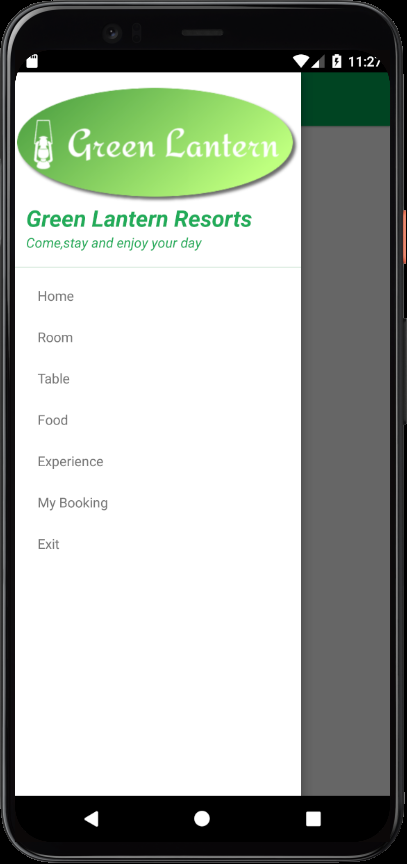 11:27
Green Lantern
Green Lantern Resorts
Come,stay and enjoy your day
Home
Room
Table
Food
Experience
My Booking
Exit